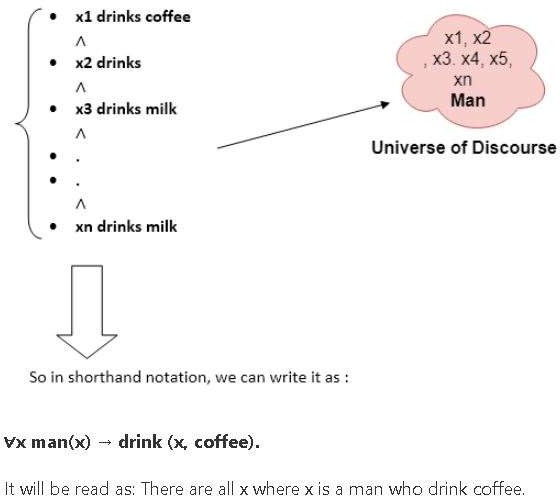 • x1 drinks coffee
∧
• x2 drinks
∧
• x3 drinks milk
∧
• .
• .
∧
• xn drinks milk
x1, x2
, x3. x4, x5,
xn
Man
Universe of Discourse
So in shorthand notation, we can write it as :
∀x man(x) → drink (x, coffee).
It will be read as: There are all x where x is a man who drink coffee.